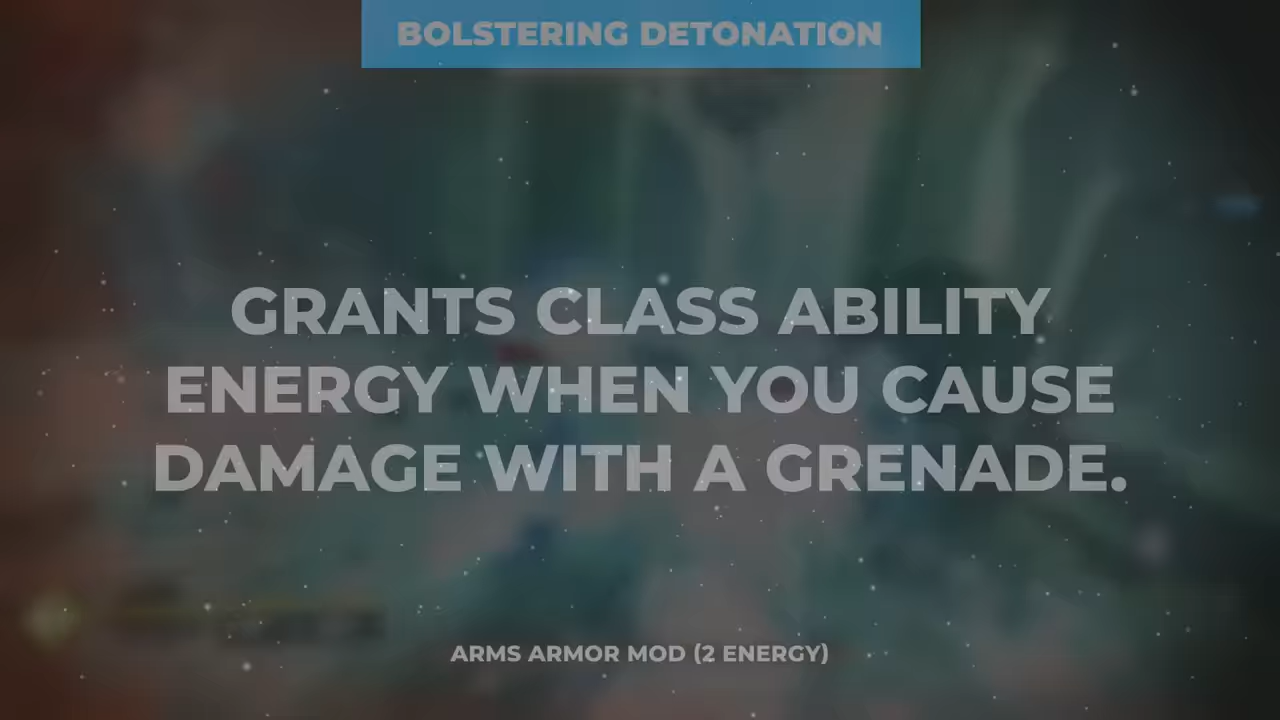 BOLSTERING DETONATION
GRANTS CLASS ABILITY
ENERGY WHEN YOU CAUSE
DAMAGE WITH A GRENADE.
ARMS ARMOR MOD (2 ENERGY)